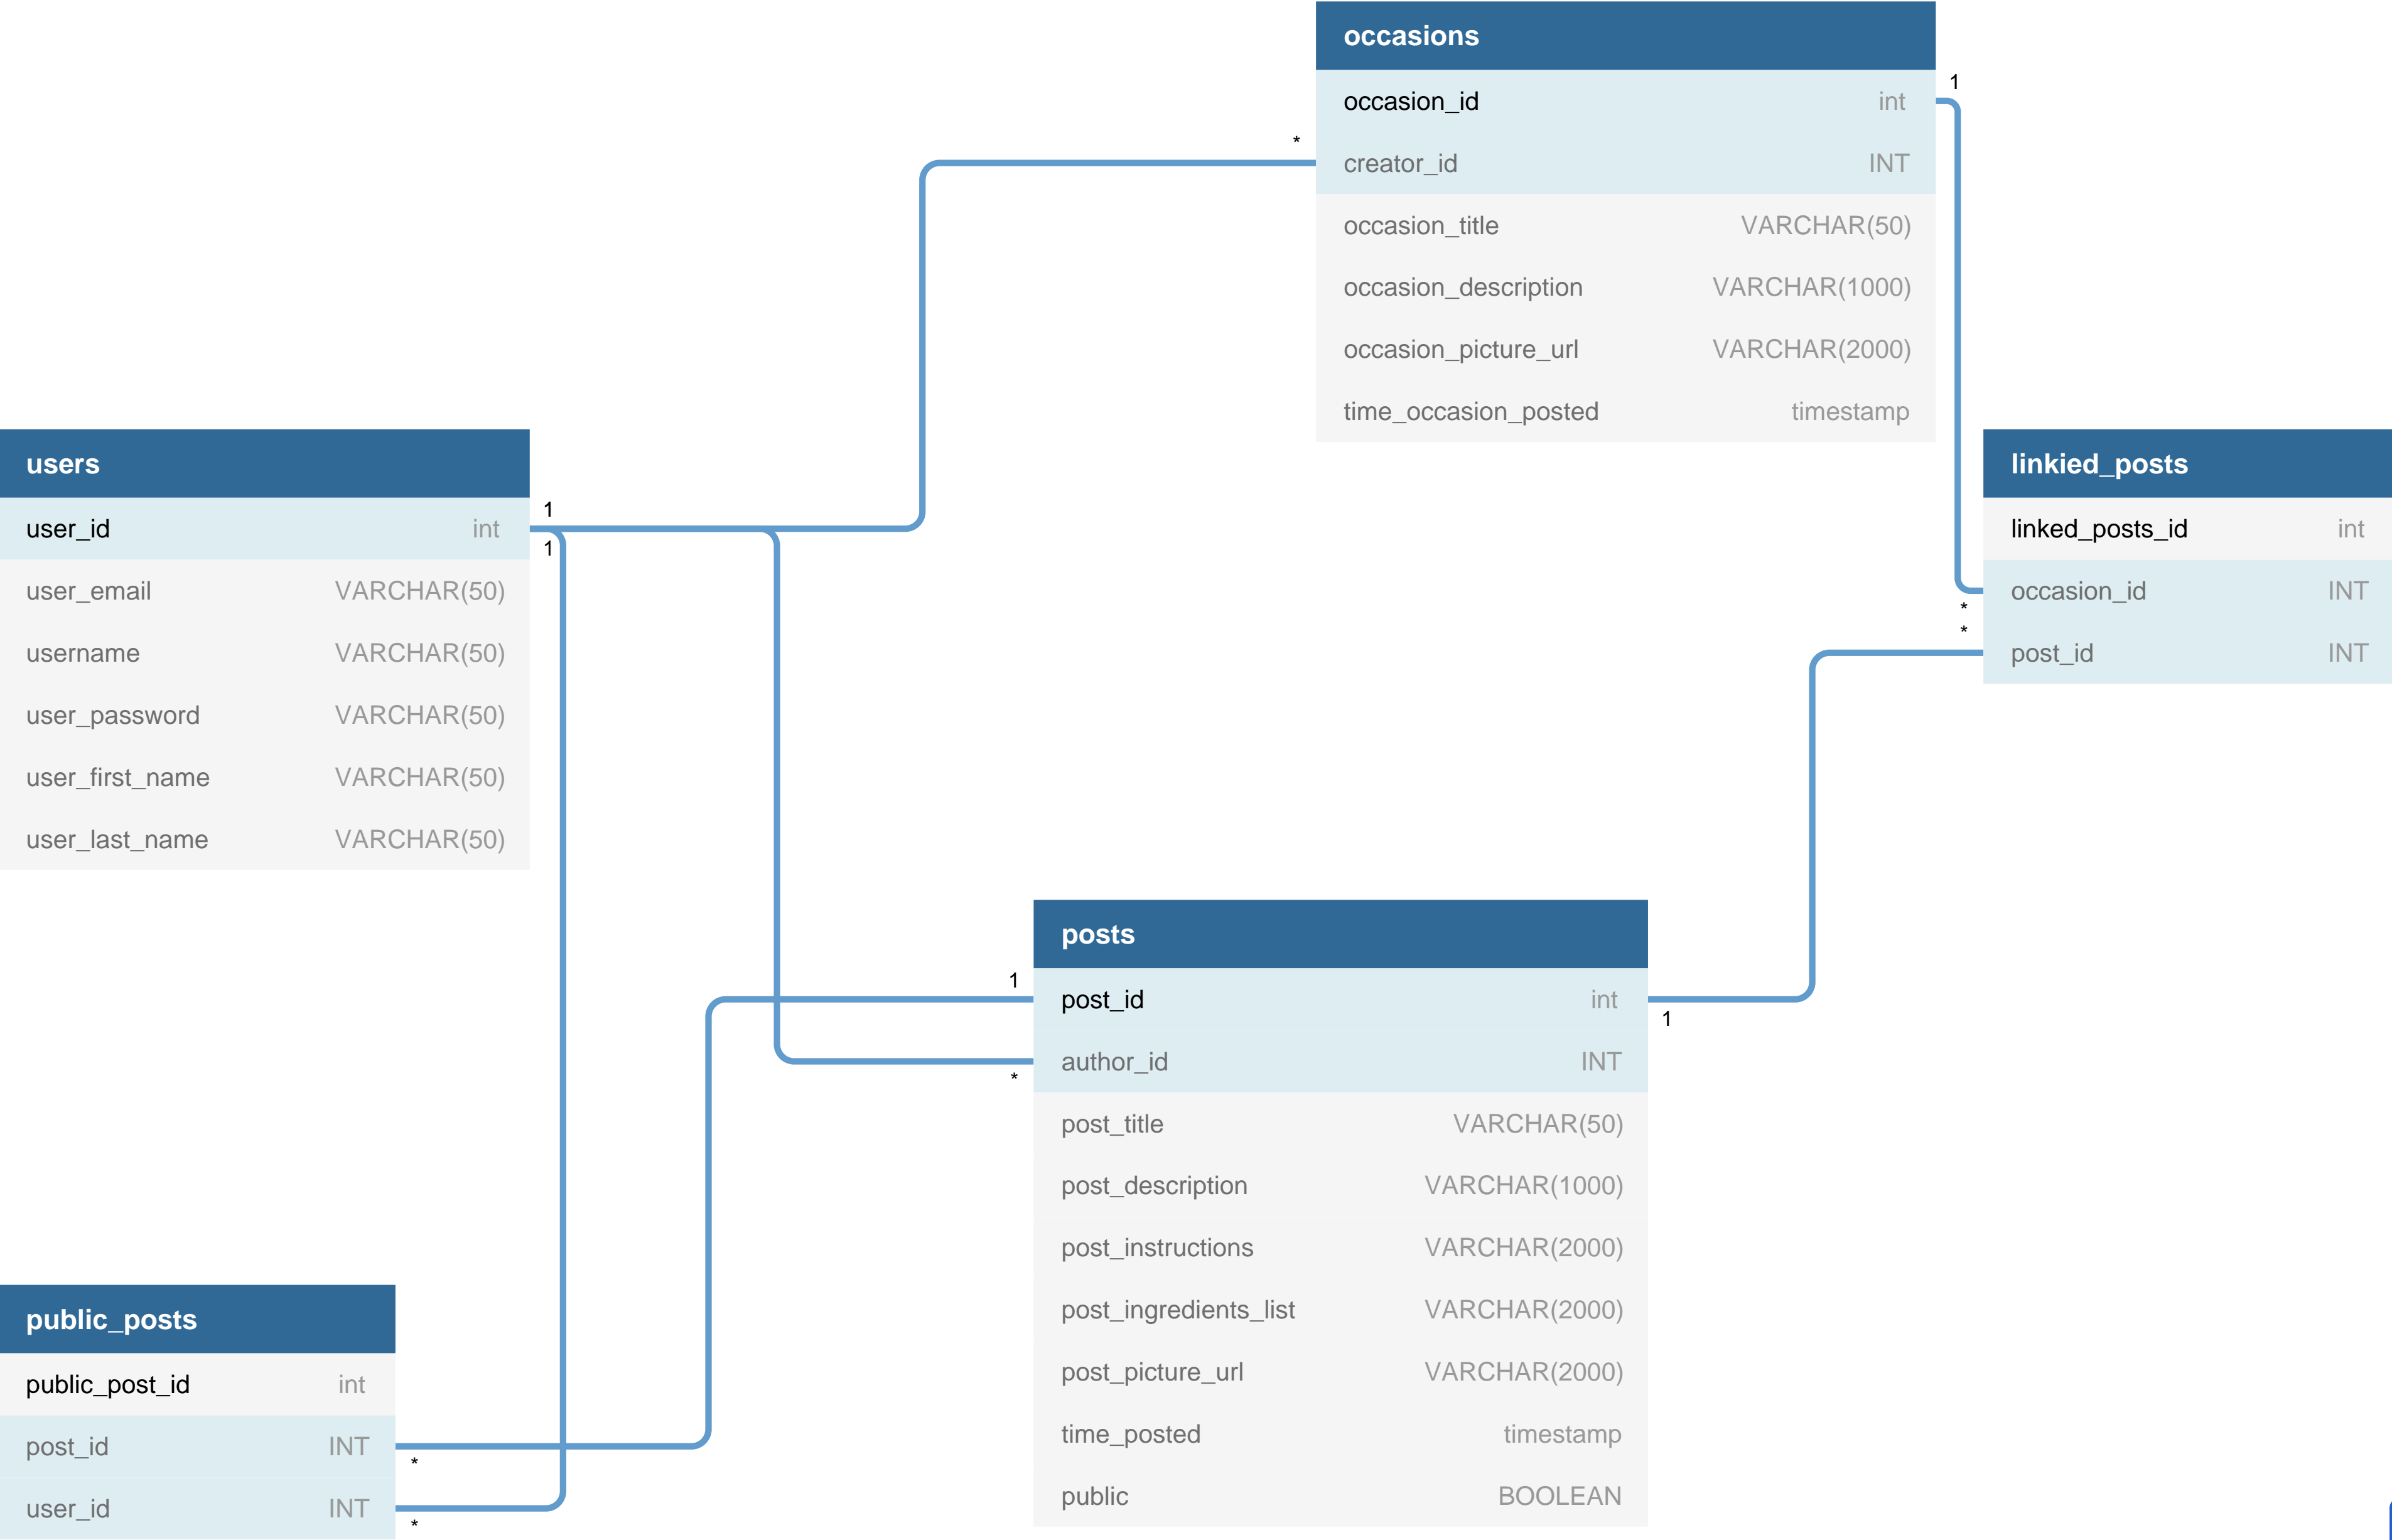 occasions
occasion_id int
creator_id INT
occasion_title VARCHAR(50)
occasion_description VARCHAR(1000)
occasion_picture_url VARCHAR(2000)
time_occasion_posted timestamp
1
*
users
user_id int
user_email VARCHAR(50)
username VARCHAR(50)
user_password VARCHAR(50)
user_first_name VARCHAR(50)
user_last_name VARCHAR(50)
1
1
linkied_posts
linked_posts_id int
occasion_id INT
post_id INT
*
*
posts
post_id int
author_id INT
post_title VARCHAR(50)
post_description VARCHAR(1000)
post_instructions VARCHAR(2000)
post_ingredients_list VARCHAR(2000)
post_picture_url VARCHAR(2000)
time_posted timestamp
public BOOLEAN
1
*
1
public_posts
public_post_id int
post_id INT
user_id INT
*
*